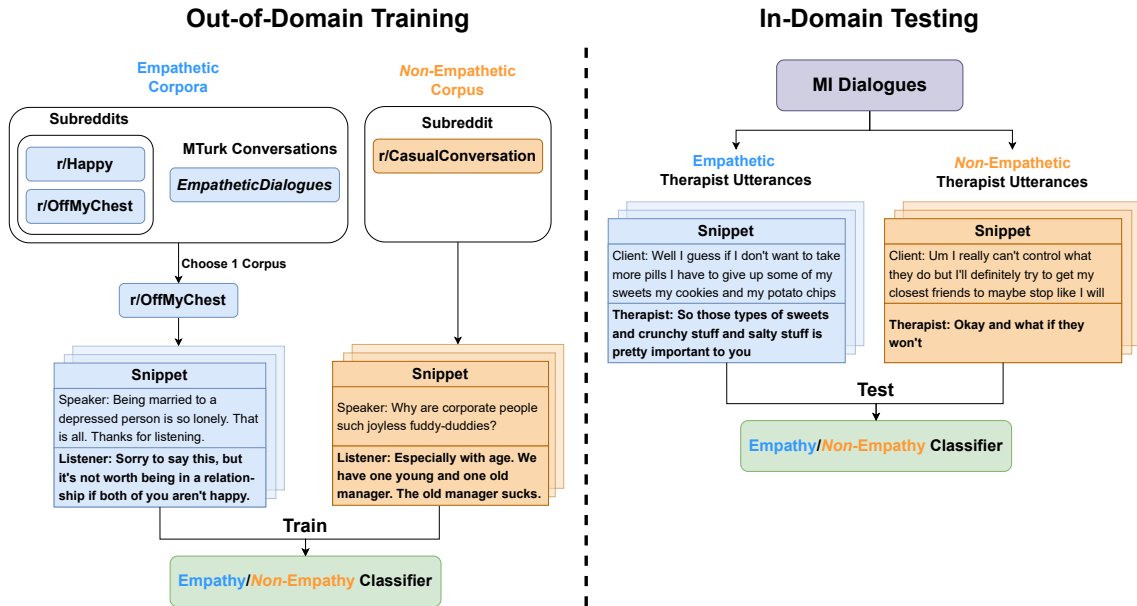 Out-of-Domain Training
Empathetic
Corpora
Non-Empathetic
Corpus
Subreddits
r/Happy
r/OffMyChest
MTurk Conversations
EmpatheticDialogues
Subreddit
r/CasualConversation
Choose 1 Corpus
r/OffMyChest
Snippet
Speaker: Being married to a
depressed person is so lonely. That
is all. Thanks for listening.
Listener: Sorry to say this, but
it's not worth being in a relation-
ship if both of you aren't happy.
Snippet
Speaker: Why are corporate people
such joyless fuddy-duddies?
Listener: Especially with age. We
have one young and one old
manager. The old manager sucks.
Train
Empathy/Non-Empathy Classifier
In-Domain Testing
MI Dialogues
Empathetic
Therapist Utterances
Non-Empathetic
Therapist Utterances
Snippet
Client: Well I guess if I don't want to take
more pills I have to give up some of my
sweets my cookies and my potato chips
Therapist: So those types of sweets
and crunchy stuff and salty stuff is
pretty important to you
Snippet
Client: Um I really can't control what
they do but I'll definitely try to get my
closest friends to maybe stop like I will
Therapist: Okay and what if they
won't
Test
Empathy/Non-Empathy Classifier